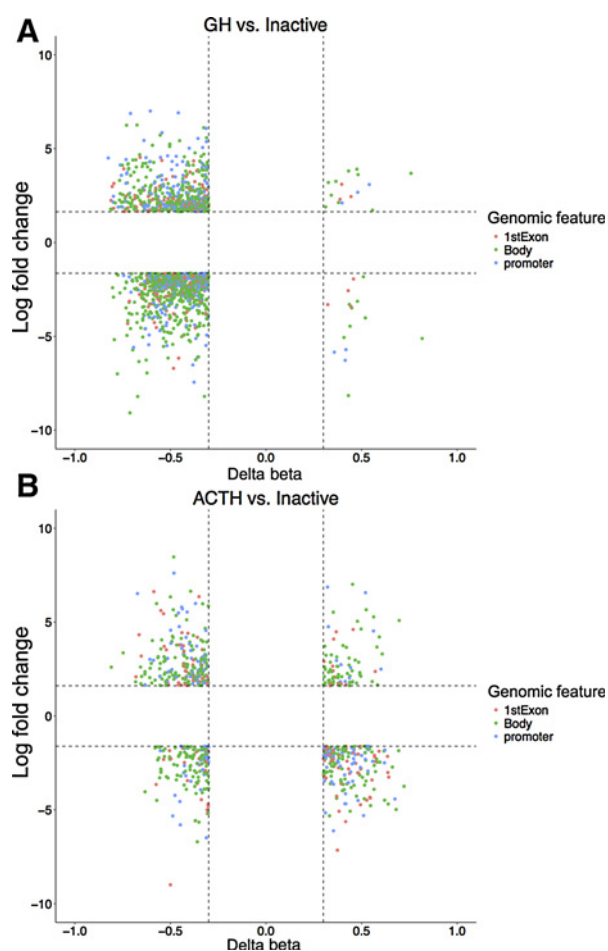 A
GH vs. Inactive
10
5
0
−5
−10
Log fold change
−1.0 −0.5 0.0 0.5 1.0
Delta beta
Genomic feature
1stExon
Body
promoter
B
ACTH vs. Inactive
10
5
0
−5
−10
Log fold change
−1.0 −0.5 0.0 0.5 1.0
Delta beta
Genomic feature
1stExon
Body
promoter